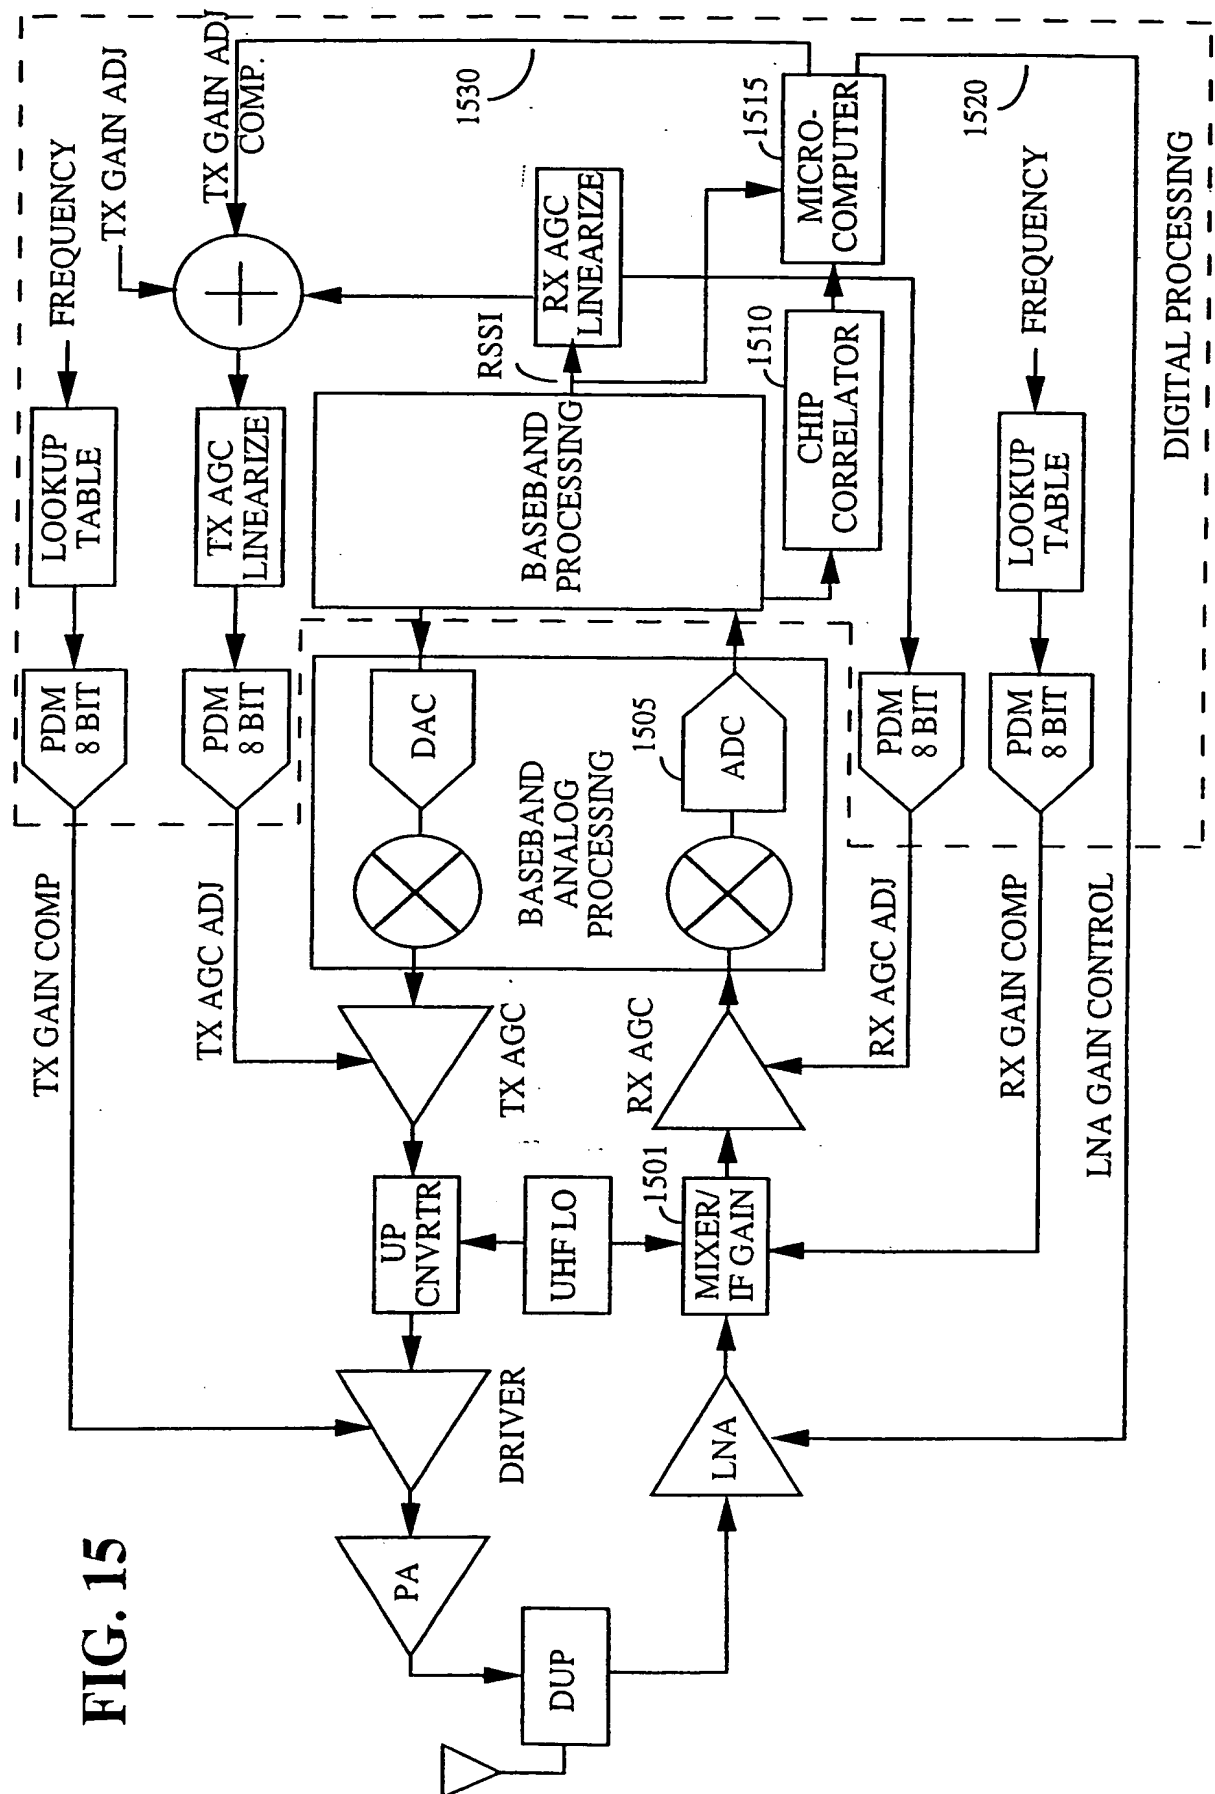 FIG. 15
TX GAIN COMP
PDM
8 BIT
LOOKUP
TABLE
FREQUENCY
TX GAIN ADJ
TX AGC ADJ
PDM
8 BIT
TX AGC
LINEARIZE
TX GAIN ADJ
COMP.
1530
PA
DRIVER
UP
CNVRTR
TX AGC
DAC
BASEBAND
ANALOG
PROCESSING
BASEBAND
PROCESSING
RSSI
RX AGC
LINEARIZE
DUP
UHF LO
LNA
MIXER/
IF GAIN
1501
RX AGC
ADC
1505
CHIP
CORRELATOR
1510
MICRO-
COMPUTER
1515
1520
RX AGC ADJ
PDM
8 BIT
RX GAIN COMP
PDM
8 BIT
LOOKUP
TABLE
FREQUENCY
LNA GAIN CONTROL
DIGITAL PROCESSING